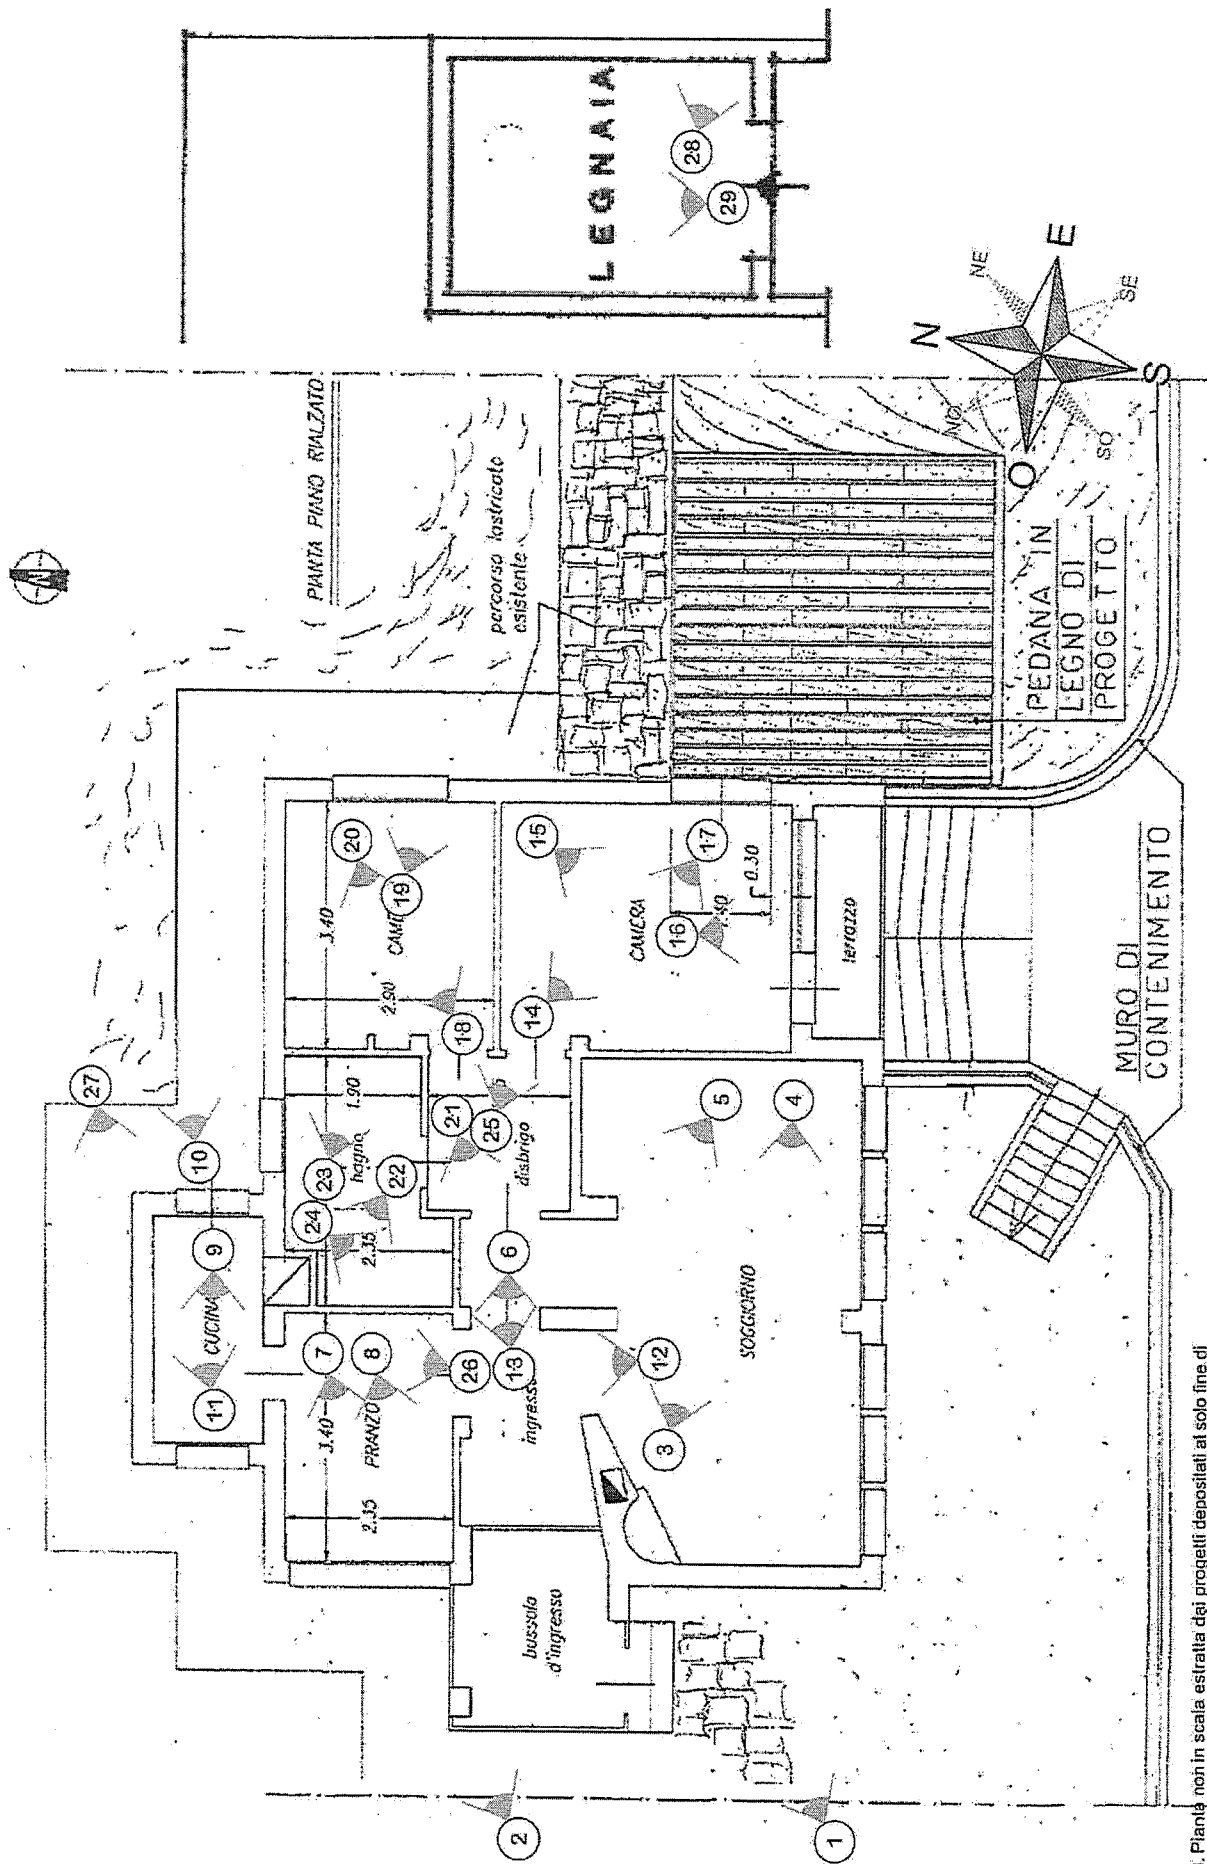 PIANTA PIANO RIALZATO
LEGNAIA
28
29
percorso lastricato
esistente
N
NE
E
SE
S
SO
O
NO
PEDANA IN
LEGNO DI
PROGETTO
MURO DI
CONTENIMENTO
27
10
9
CUCINA
11
20
19
3.40
2.90
18
15
17
16
CAMERA
0.30
14
terrazzo
1.90
21
25
disbrigo
23
bagno
22
24
2.35
6
7
8
3.40
PRANZO
2.35
26
13
ingresso
12
3
5
4
SOGGIORNO
bussola
d'ingresso
2
1
Pianta non in scala estratta dai progetti depositati al solo fine di